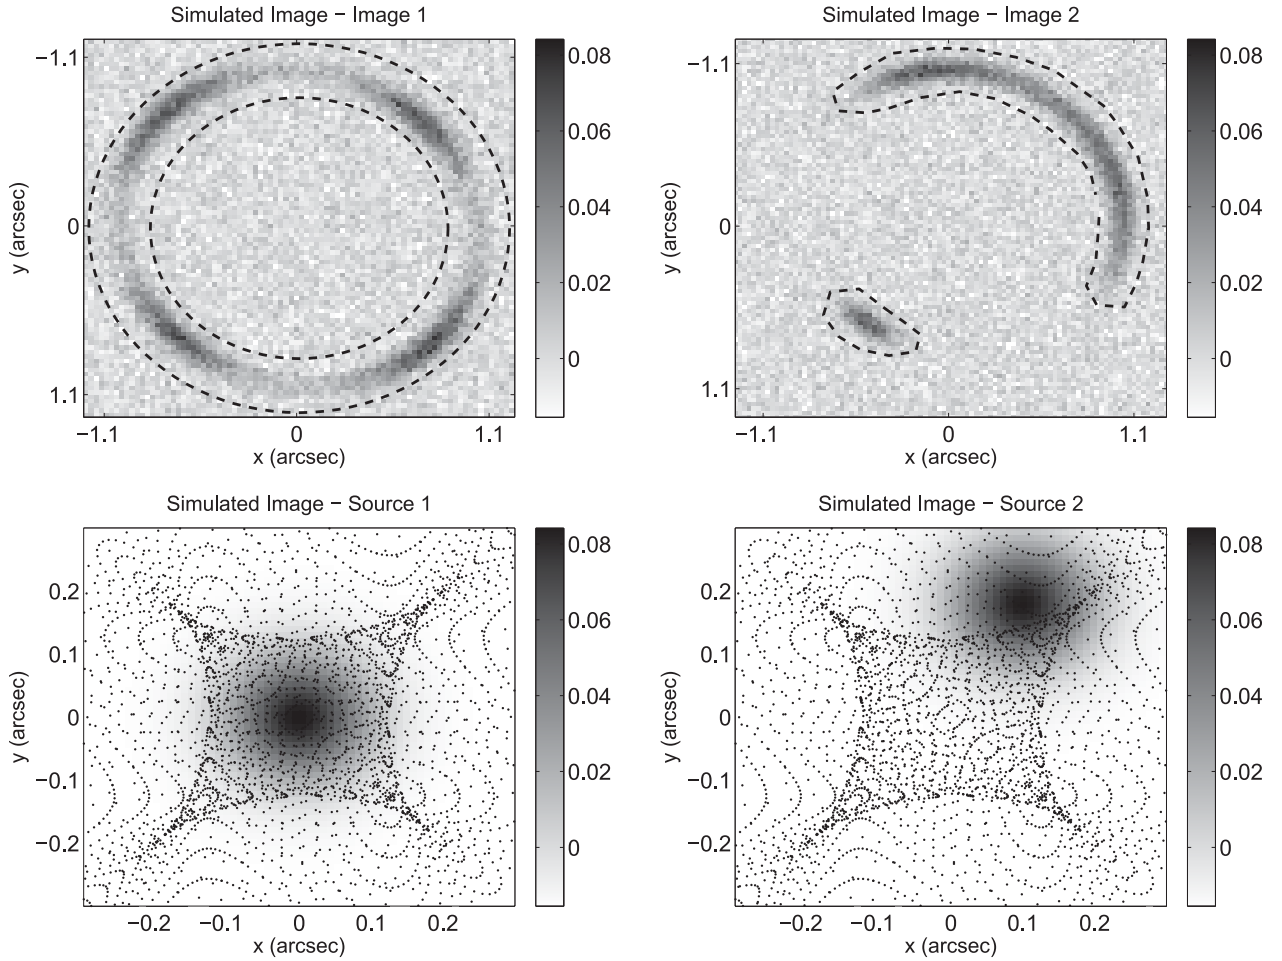 Simulated Image − Image 1
−1.1
0
1.1
y (arcsec)
−1.1 0 1.1
x (arcsec)
0.08
0.06
0.04
0.02
0
Simulated Image − Image 2
−1.1
0
1.1
y (arcsec)
−1.1 0 1.1
x (arcsec)
0.08
0.06
0.04
0.02
0
Simulated Image − Source 1
0.2
0.1
0
−0.1
−0.2
y (arcsec)
−0.2 −0.1 0 0.1 0.2
x (arcsec)
0.08
0.06
0.04
0.02
0
Simulated Image − Source 2
0.2
0.1
0
−0.1
−0.2
y (arcsec)
−0.2 −0.1 0 0.1 0.2
x (arcsec)
0.08
0.06
0.04
0.02
0